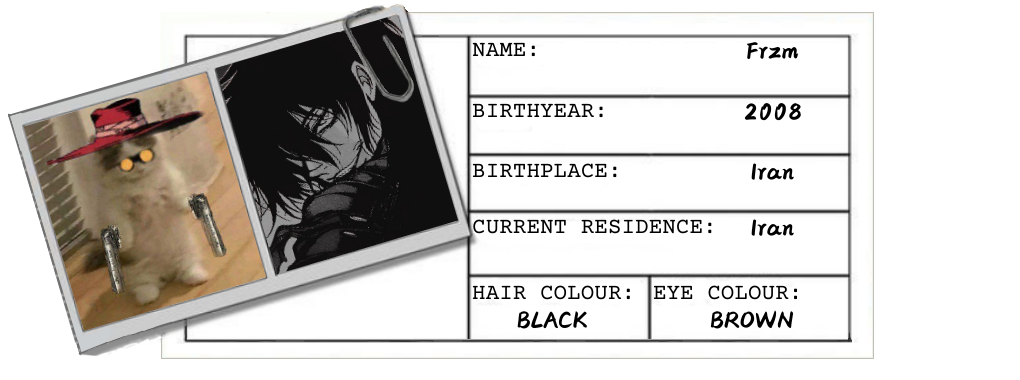 NAME: Frzm
BIRTHYEAR: 2008
BIRTHPLACE: Iran
CURRENT RESIDENCE: Iran
HAIR COLOUR: EYE COLOUR:
BLACK BROWN